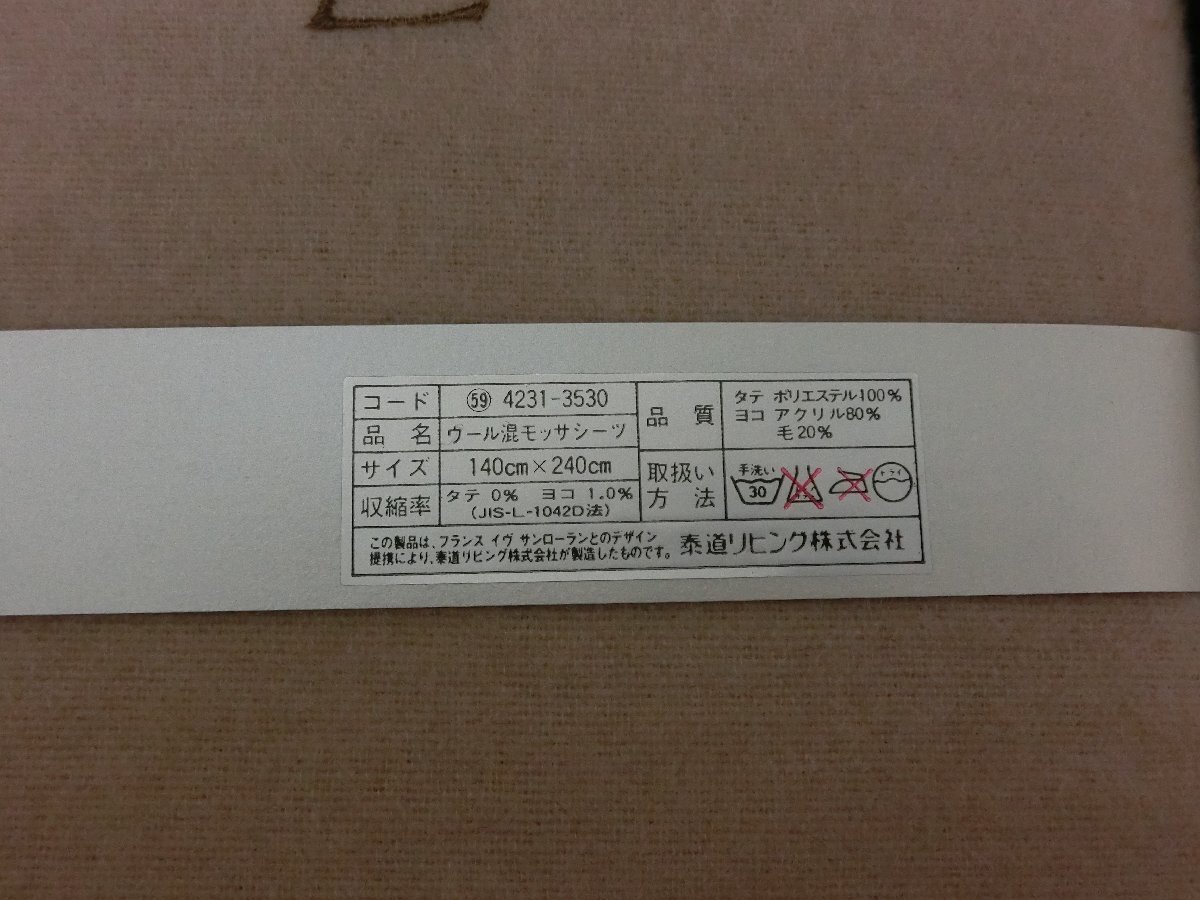 コード ㊾ 4231-3530
品名 ウール混モッサシーツ
サイズ 140cm×240cm
収縮率 タテ 0% ヨコ 1.0%
(JIS-L-1042D法)
品質 タテ ポリエステル100%
ヨコ アクリル80%
毛20%
取扱い
方法
手洗い
30
ドライ
この製品は、フランス イヴ サンローランとのデザイン
提携により、泰道リビング株式会社が製造したものです。
泰道リビング株式会社